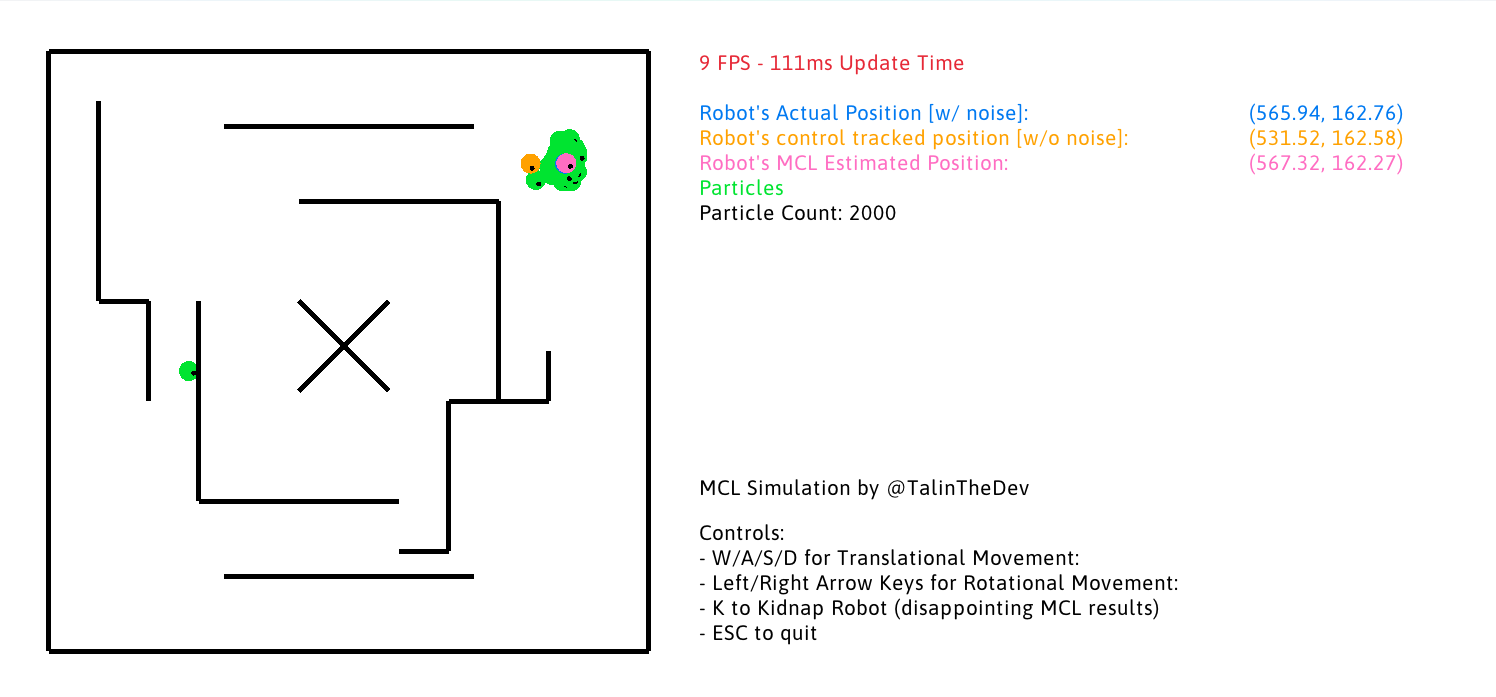 9 FPS - 111ms Update Time
Robot's Actual Position [w/ noise]: (565.94, 162.76)
Robot's control tracked position [w/o noise]: (531.52, 162.58)
Robot's MCL Estimated Position: (567.32, 162.27)
Particles
Particle Count: 2000
MCL Simulation by @TalinTheDev
Controls:
- W/A/S/D for Translational Movement:
- Left/Right Arrow Keys for Rotational Movement:
- K to Kidnap Robot (disappointing MCL results)
- ESC to quit